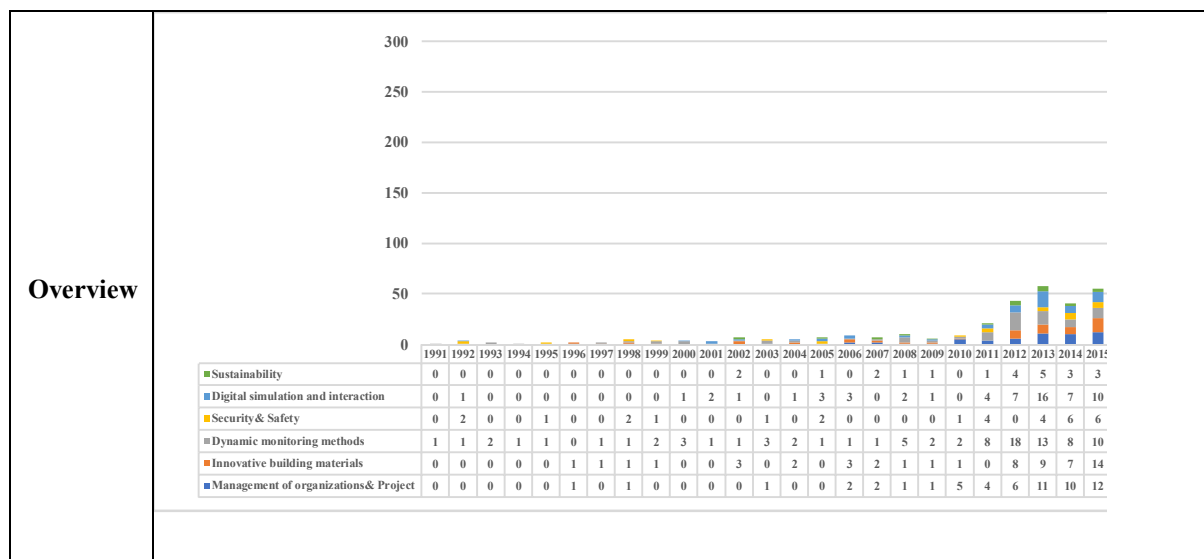 300
250
200
150
100
50
0
Overview
1991 1992 1993 1994 1995 1996 1997 1998 1999 2000 2001 2002 2003 2004 2005 2006 2007 2008 2009 2010 2011 2012 2013 2014 2015
Sustainability 0 0 0 0 0 0 0 0 0 0 0 2 0 0 1 0 2 1 1 0 1 4 5 3 3
Digital simulation and interaction 0 1 0 0 0 0 0 0 0 1 2 1 0 1 3 3 0 2 1 0 4 7 16 7 10
Security& Safety 0 2 0 0 1 0 0 2 1 0 0 0 1 0 2 0 0 0 0 1 4 0 4 6 6
Dynamic monitoring methods 1 1 2 1 1 0 1 1 2 3 1 1 3 2 1 1 1 5 2 2 8 18 13 8 10
Innovative building materials 0 0 0 0 0 1 1 1 1 0 0 3 0 2 0 3 2 1 1 1 0 8 9 7 14
Management of organizations& Project 0 0 0 0 0 1 0 1 0 0 0 0 1 0 0 2 2 1 1 5 4 6 11 10 12